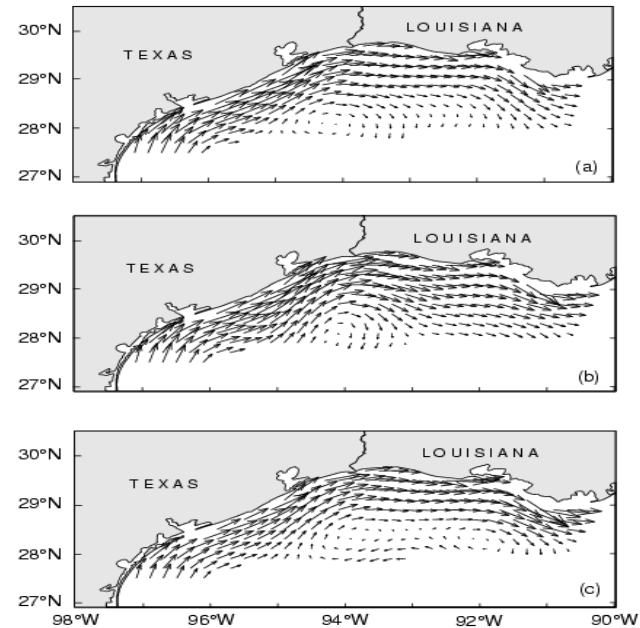 30°N
LOUISIANA
TEXAS
29°N
28°N
27°N
(a)
30°N
LOUISIANA
TEXAS
29°N
28°N
27°N
(b)
30°N
LOUISIANA
TEXAS
29°N
28°N
27°N
(c)
98°W 96°W 94°W 92°W 90°W